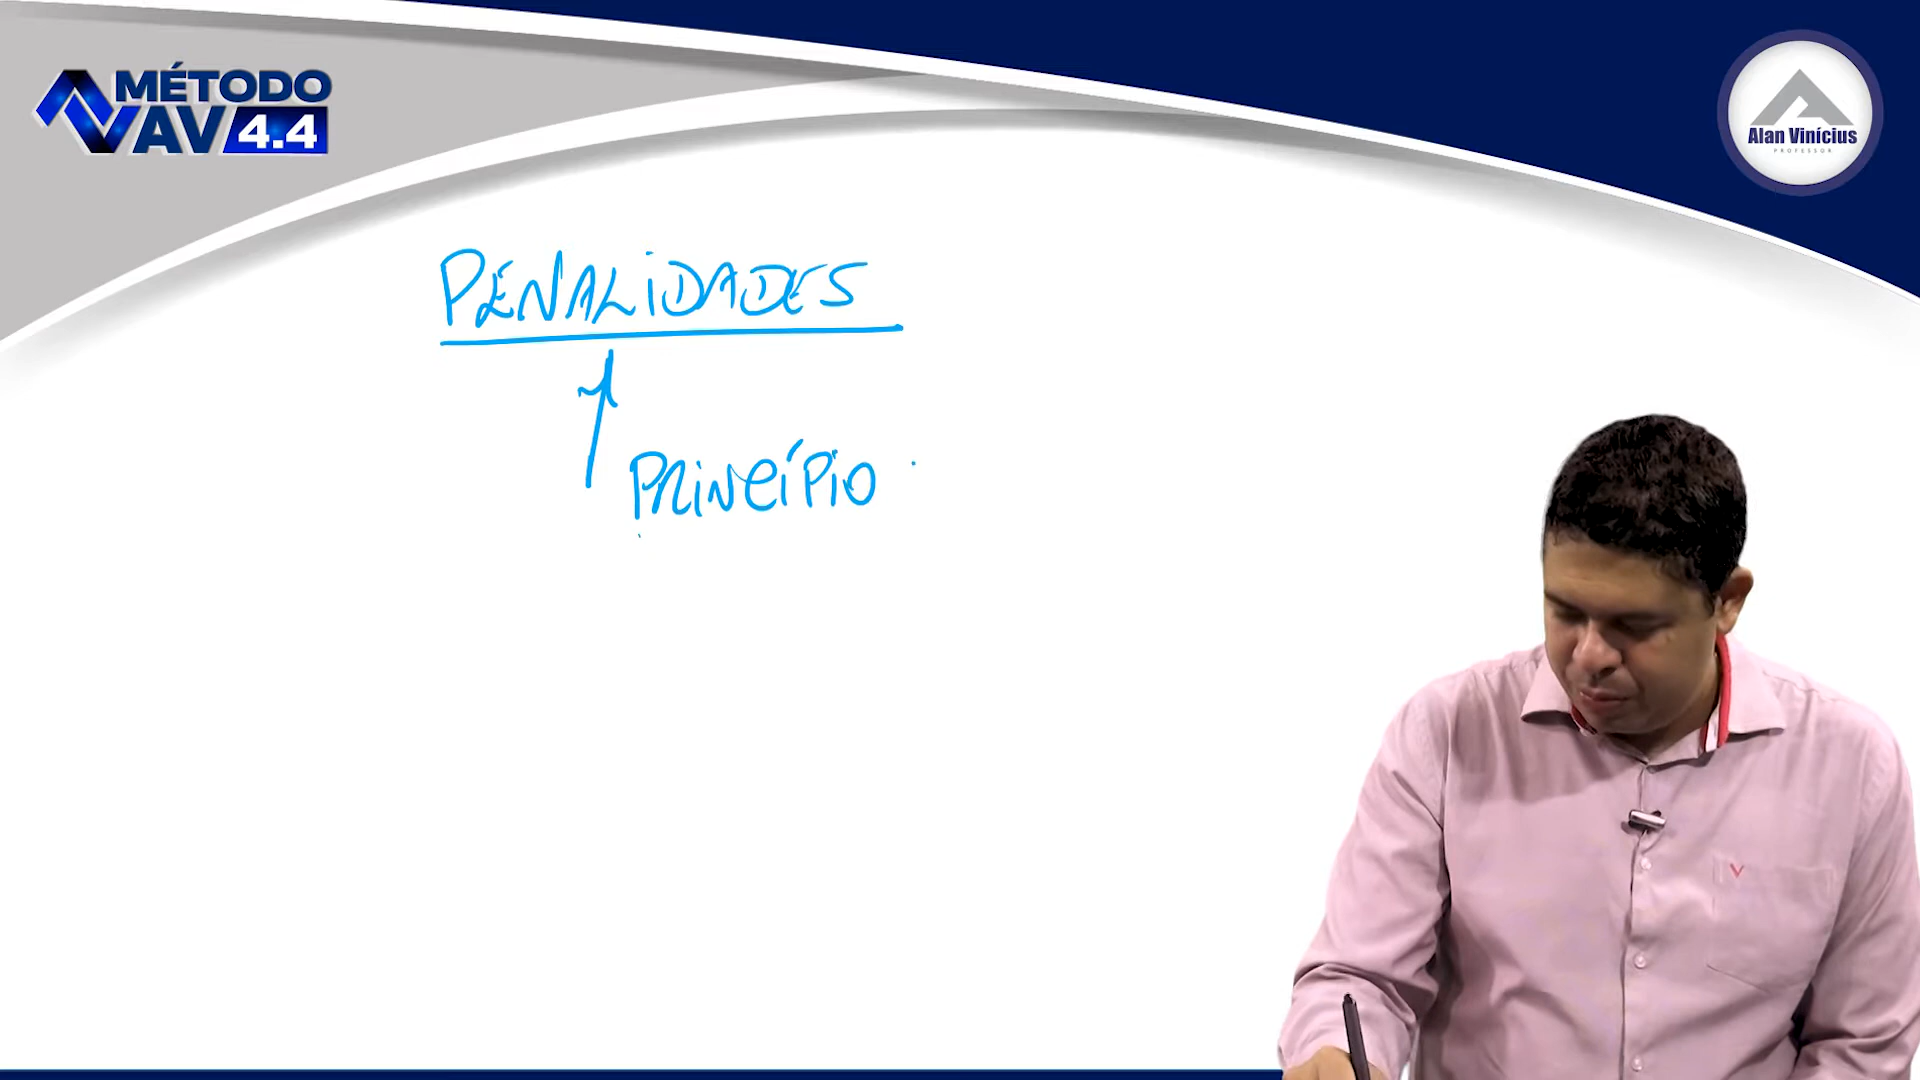 MÉTODO
AV 4.4
Alan Vinícius
PROFESSOR
PENALIDADES
PRINCÍPIO